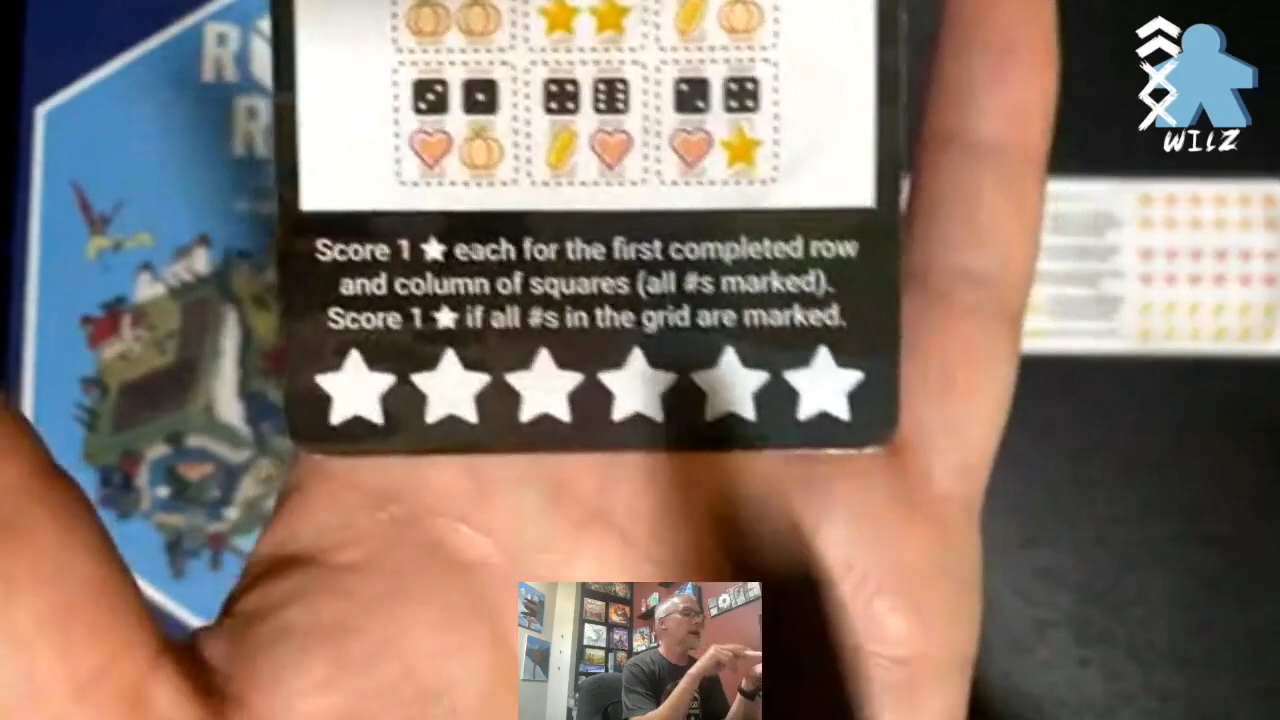 R
R
WILZ
Score 1 ★ each for the first completed row
and column of squares (all #s marked).
Score 1 ★ if all #s in the grid are marked.